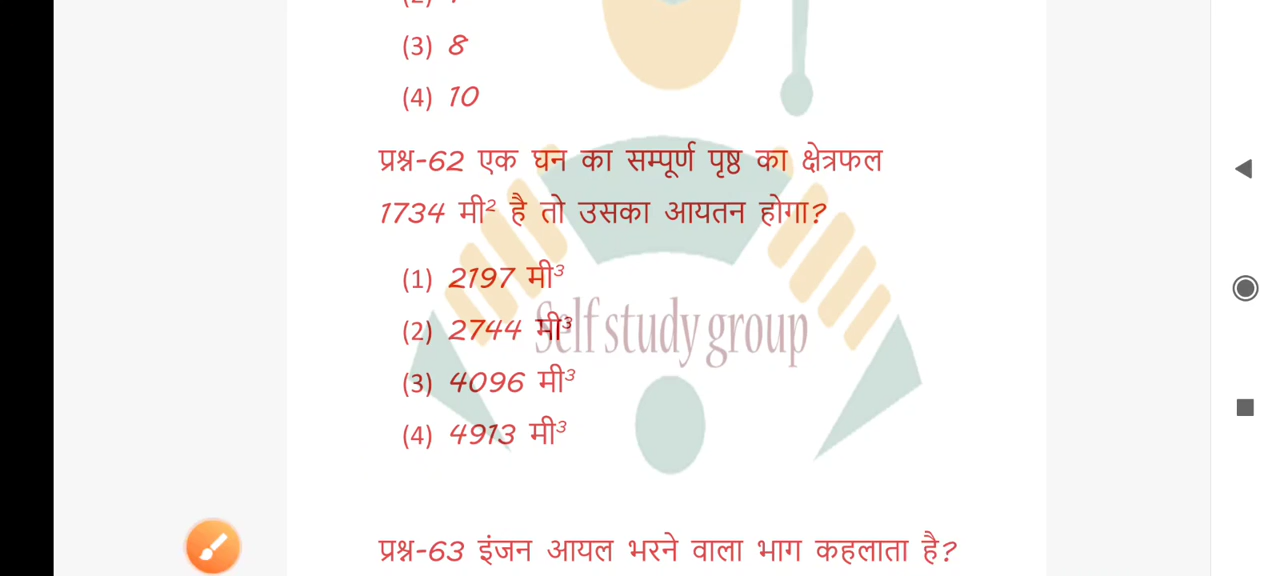 (3) 8
(4) 10
प्रश्न-62 एक घन का सम्पूर्ण पृष्ठ का क्षेत्रफल
1734 मी² है तो उसका आयतन होगा?
(1) 2197 मी³
(2) 2744 मी³
Self study group
(3) 4096 मी³
(4) 4913 मी³
प्रश्न-63 इंजन आयल भरने वाला भाग कहलाता है?